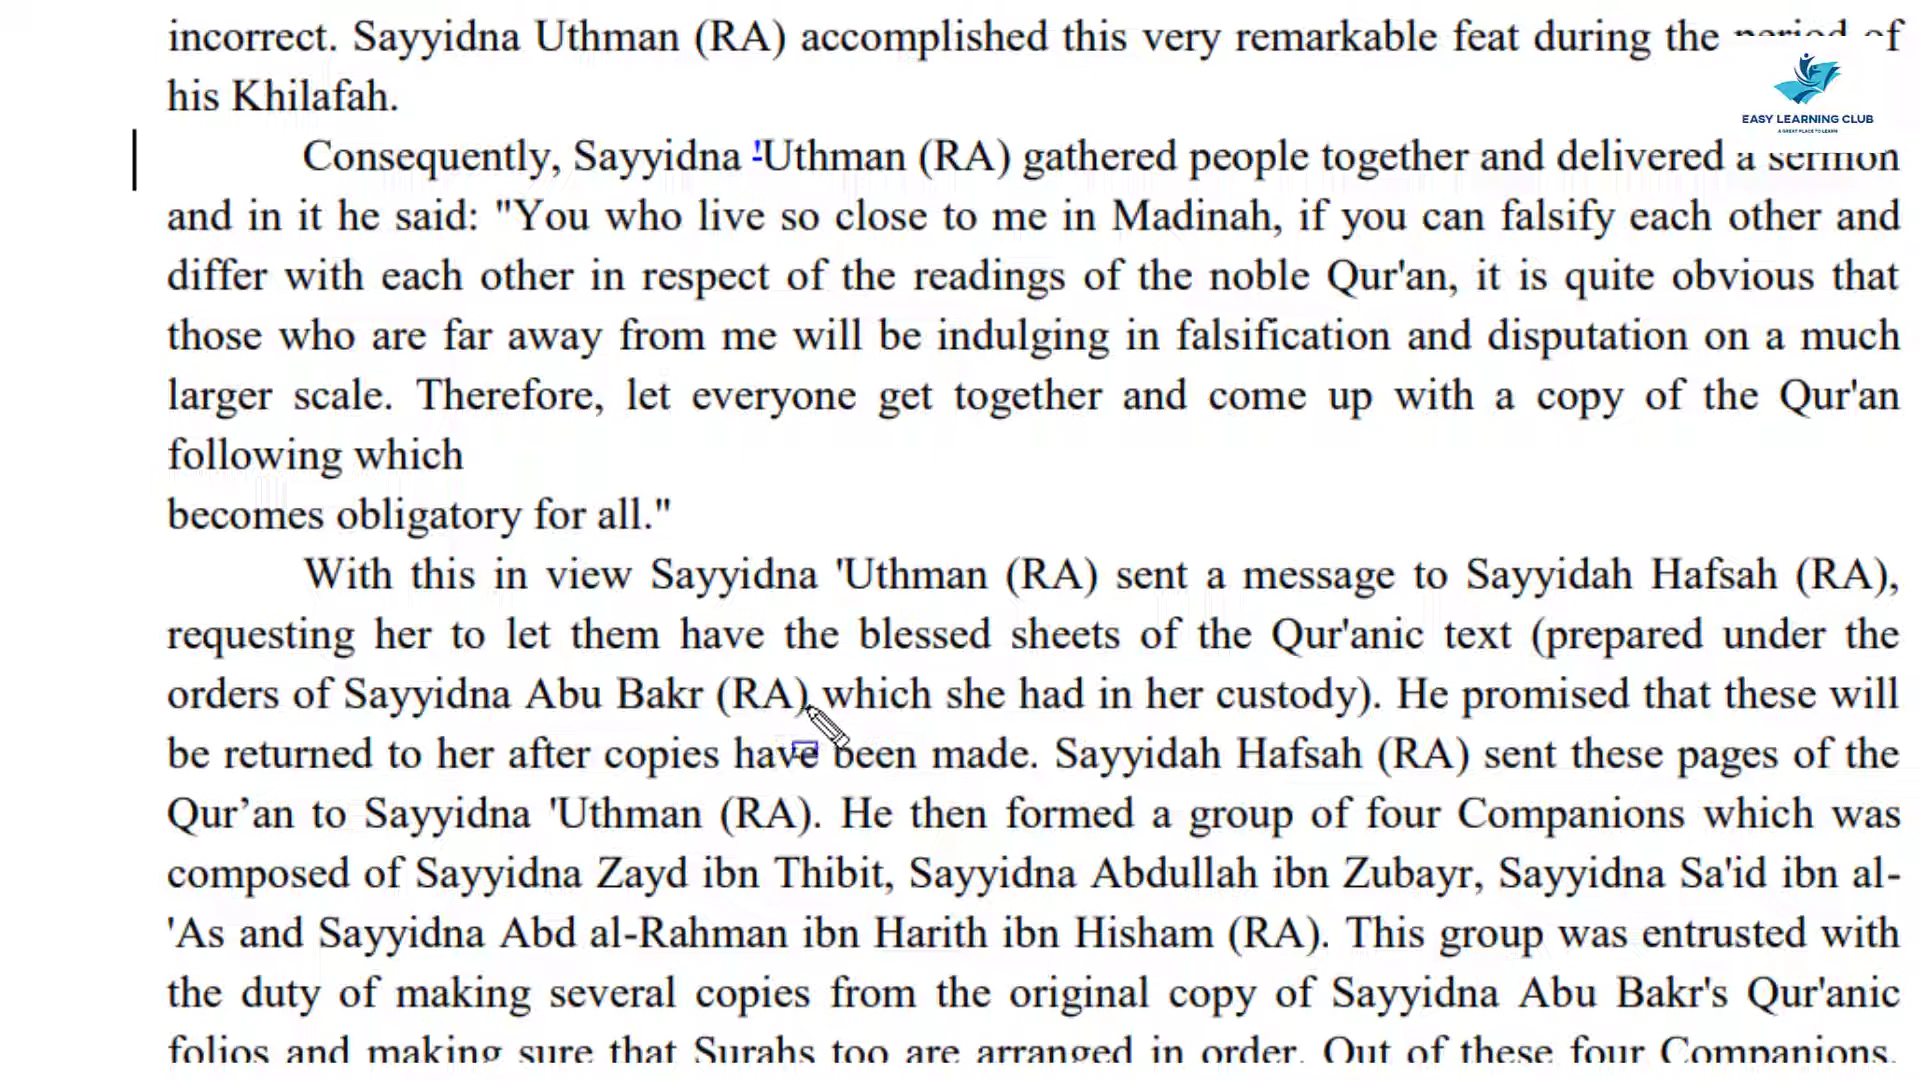 incorrect. Sayyidna Uthman (RA) accomplished this very remarkable feat during the period of
his Khilafah.
EASY LEARNING CLUB
A GREAT PLACE TO LEARN
Consequently, Sayyidna 'Uthman (RA) gathered people together and delivered a sermon
and in it he said: "You who live so close to me in Madinah, if you can falsify each other and
differ with each other in respect of the readings of the noble Qur'an, it is quite obvious that
those who are far away from me will be indulging in falsification and disputation on a much
larger scale. Therefore, let everyone get together and come up with a copy of the Qur'an
following which
becomes obligatory for all."
With this in view Sayyidna 'Uthman (RA) sent a message to Sayyidah Hafsah (RA),
requesting her to let them have the blessed sheets of the Qur'anic text (prepared under the
orders of Sayyidna Abu Bakr (RA) which she had in her custody). He promised that these will
be returned to her after copies have been made. Sayyidah Hafsah (RA) sent these pages of the
Qur’an to Sayyidna 'Uthman (RA). He then formed a group of four Companions which was
composed of Sayyidna Zayd ibn Thibit, Sayyidna Abdullah ibn Zubayr, Sayyidna Sa'id ibn al-
'As and Sayyidna Abd al-Rahman ibn Harith ibn Hisham (RA). This group was entrusted with
the duty of making several copies from the original copy of Sayyidna Abu Bakr's Qur'anic
folios and making sure that Surahs too are arranged in order. Out of these four Companions,